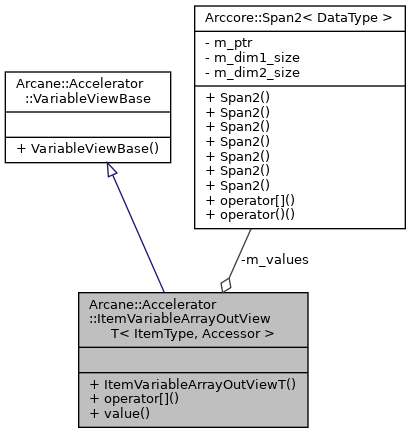 Arccore::Span2< DataType >
- m_ptr
- m_dim1_size
- m_dim2_size
+ Span2()
+ Span2()
+ Span2()
+ Span2()
+ Span2()
+ Span2()
+ Span2()
+ operator[]()
+ operator()()
Arcane::Accelerator
::VariableViewBase
+ VariableViewBase()
-m_values
Arcane::Accelerator
::ItemVariableArrayOutView
T< ItemType, Accessor >
+ ItemVariableArrayOutViewT()
+ operator[]()
+ value()